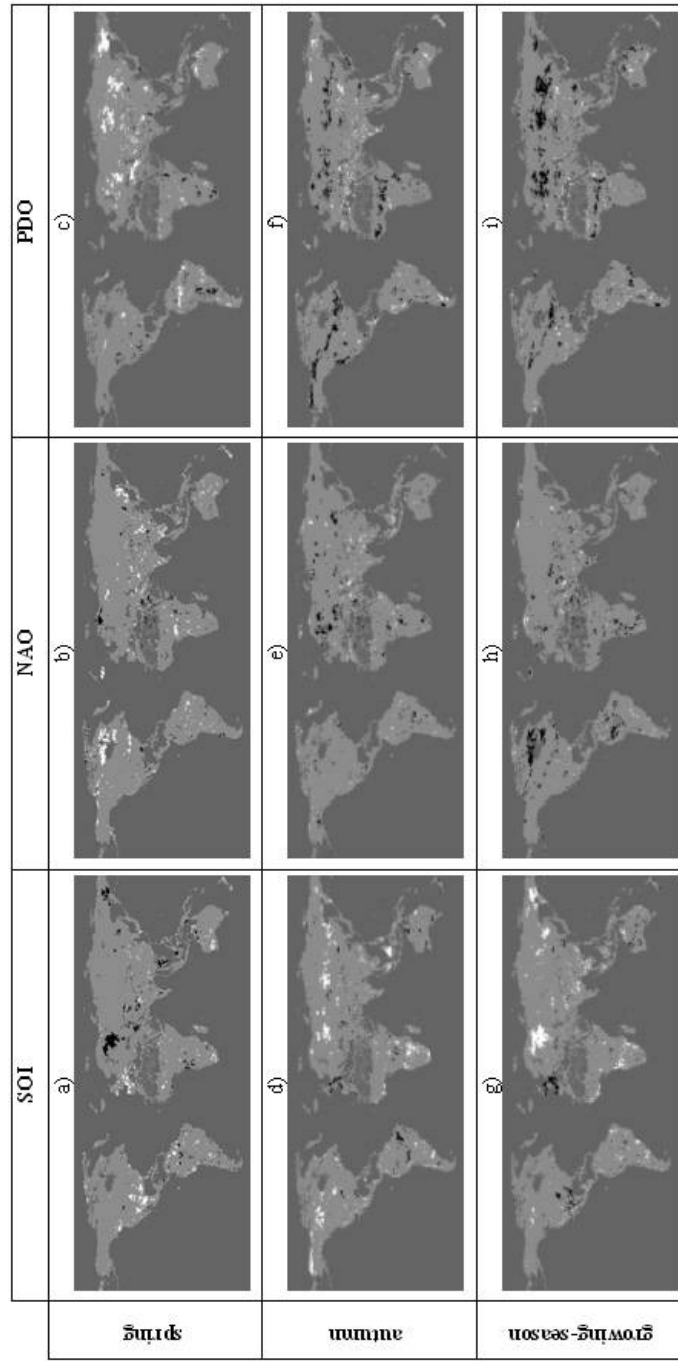 SOI NAO PDO
spring
a) b) c)
autumn
d) e) f)
growing-season
g) h) i)